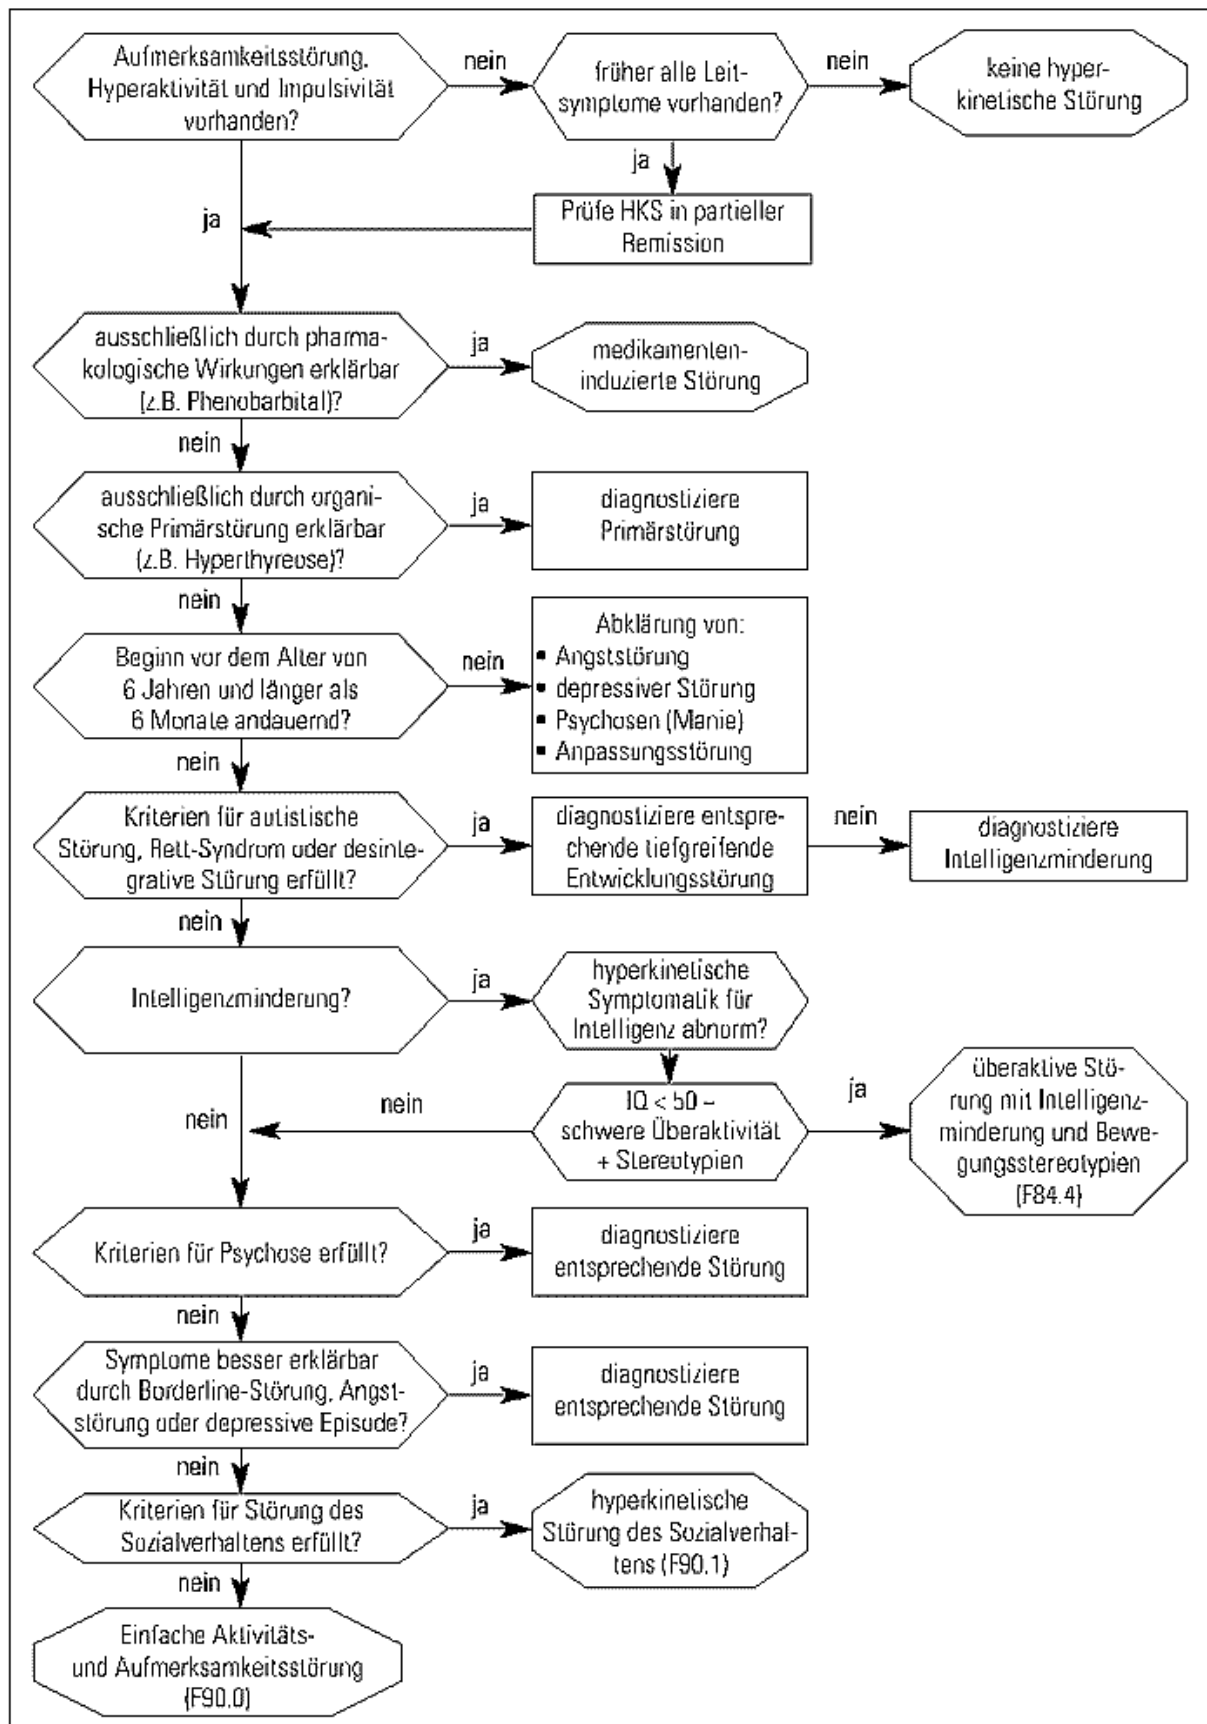 Aufmerksamkeitsstörung,
Hyperaktivität und Impulsivität
vorhanden?
nein
früher alle Leit-
symptome vorhanden?
nein
keine hyper-
kinetische Störung
ja
ja
Prüfe HKS in partieller
Remission
ausschließlich durch pharma-
kologische Wirkungen erklärbar
(z.B. Phenobarbital)?
ja
medikamenten-
induzierte Störung
nein
ausschließlich durch organi-
sche Primärstörung erklärbar
(z.B. Hyperthyreose)?
ja
diagnostiziere
Primärstörung
nein
Beginn vor dem Alter von
6 Jahren und länger als
6 Monate andauernd?
nein
Abklärung von:
▪ Angststörung
▪ depressiver Störung
▪ Psychosen (Manie)
▪ Anpassungsstörung
nein
Kriterien für autistische
Störung, Rett-Syndrom oder desinte-
grative Störung erfüllt?
ja
diagnostiziere entspre-
chende tiefgreifende
Entwicklungsstörung
nein
diagnostiziere
Intelligenzminderung
nein
Intelligenzminderung?
ja
hyperkinetische
Symptomatik für
Intelligenz abnorm?
nein
nein
IQ < 50 –
schwere Überaktivität
+ Stereotypien
ja
überaktive Stö-
rung mit Intelligenz-
minderung und Bewe-
gungsstereotypien
(F84.4)
Kriterien für Psychose erfüllt?
ja
diagnostiziere
entsprechende Störung
nein
Symptome besser erklärbar
durch Borderline-Störung, Angst-
störung oder depressive Episode?
ja
diagnostiziere
entsprechende Störung
nein
Kriterien für Störung des
Sozialverhaltens erfüllt?
ja
hyperkinetische
Störung des Sozialverhal-
tens (F90.1)
nein
Einfache Aktivitäts-
und Aufmerksamkeitsstörung
(F90.0)